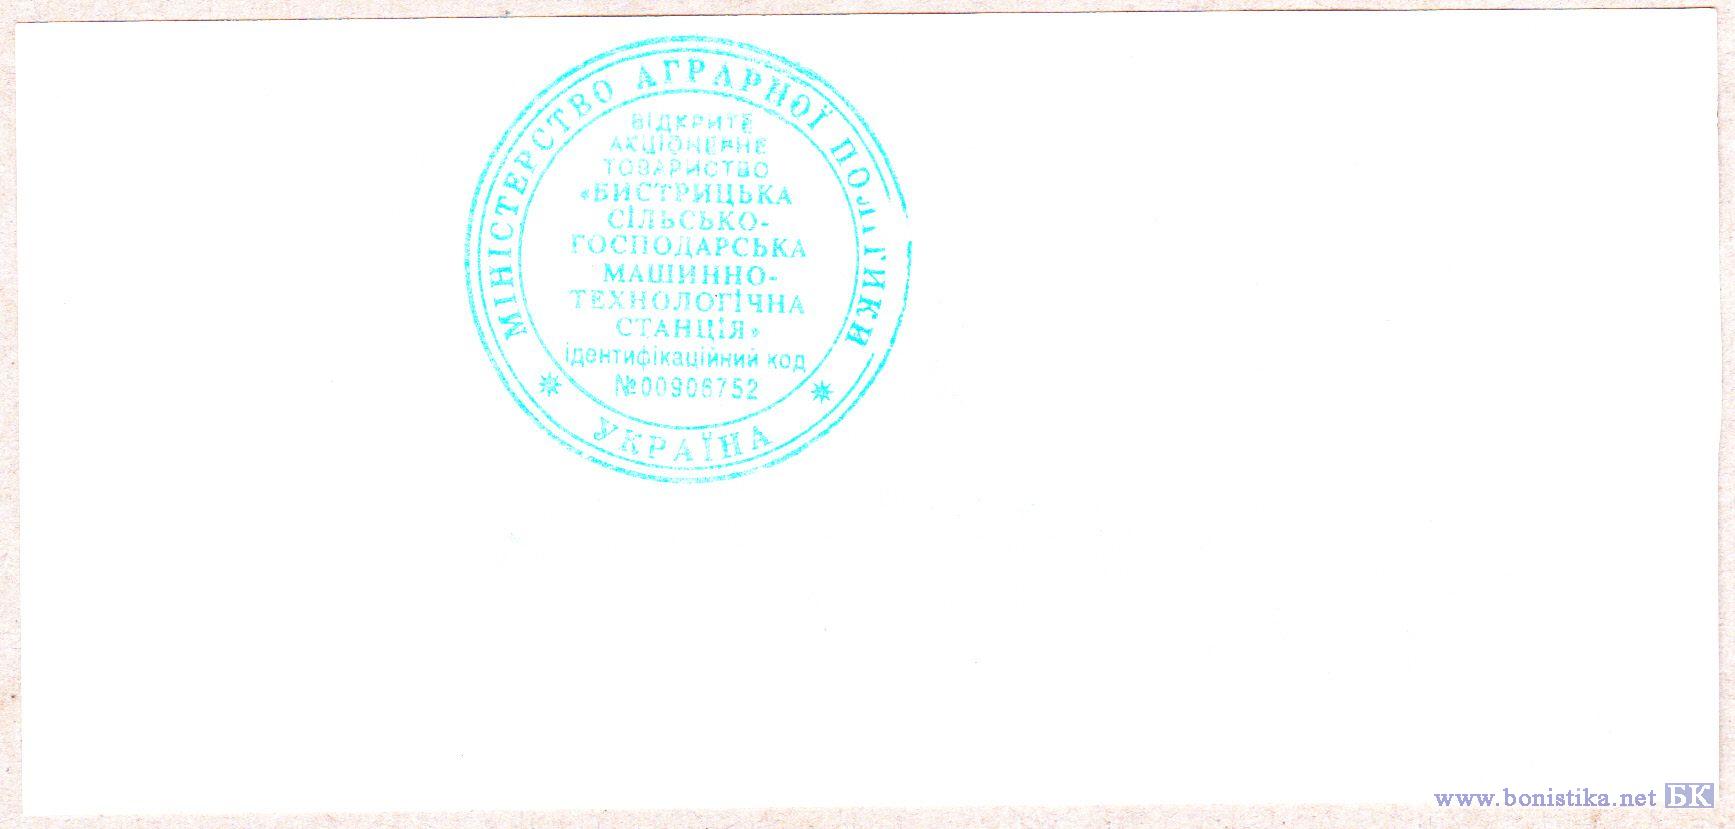 МІНІСТЕРСТВО АГРАРНОЇ ПОЛІТИКИ
ВІДКРИТЕ
АКЦІОНЕРНЕ
ТОВАРИСТВО
«БИСТРИЦЬКА
СІЛЬСЬКО-
ГОСПОДАРСЬКА
МАШИННО-
ТЕХНОЛОГІЧНА
СТАНЦІЯ»
ідентифікаційний код
№00906752
* УКРАЇНА *
www.bonistika.net БК